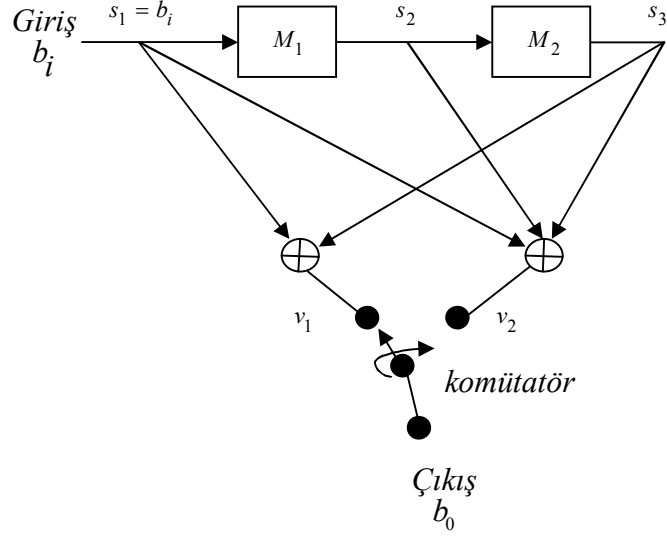 Giriş
b_i
s_1 = b_i
M_1
s_2
M_2
s_3
v_1
v_2
komütatör
Çıkış
b_0